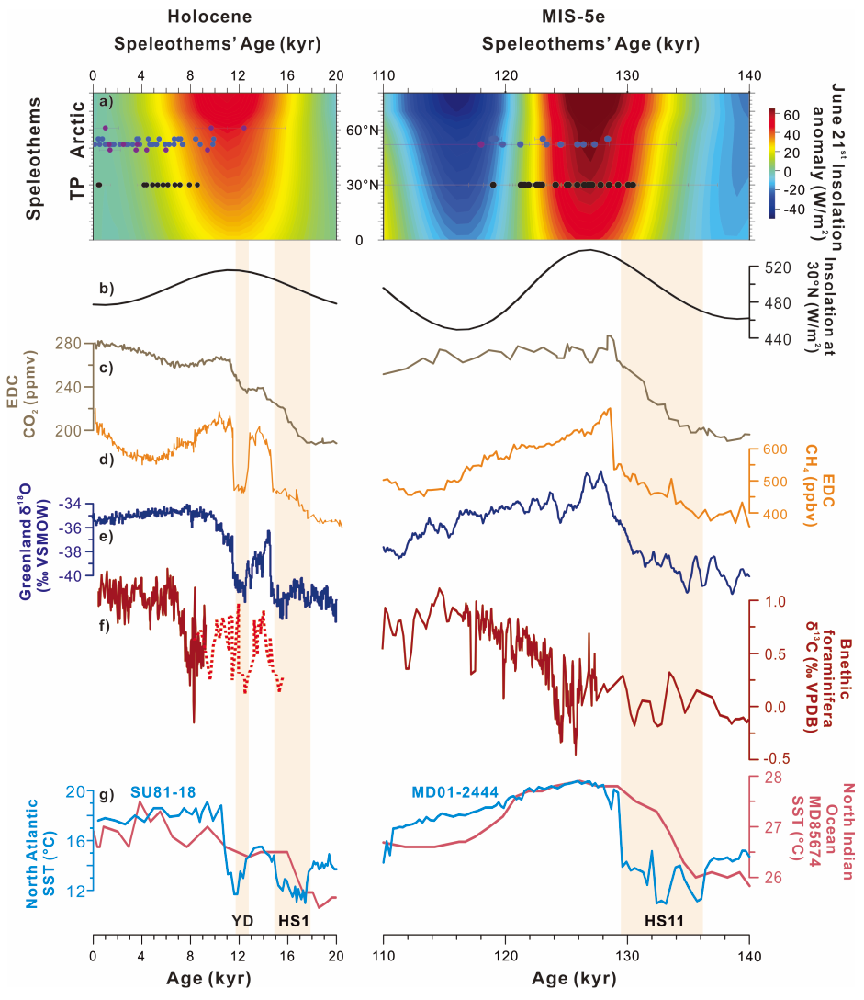 Holocene
MIS-5e
Speleothems' Age (kyr)
Speleothems' Age (kyr)
0 4 8 12 16 20
110 120 130 140
Speleothems
Arctic
TP
a)
60°N
30°N
0
60
40
20
0
-20
-40
June 21st Insolation
anomaly (W/m2)
b)
520
480
440
Insolation at
30°N (W/m2)
EDC
CO2 (ppmv)
280
240
200
c)
d)
600
500
400
EDC
CH4 (ppbv)
Greenland δ18O
(‰ VSMOW)
-34
-36
-38
-40
e)
f)
1.0
0.5
0.0
-0.5
Bnethic
foraminifera
δ13C (‰ VPDB)
g)
SU81-18
MD01-2444
North Atlantic
SST (°C)
20
16
12
28
27
26
North Indian
Ocean
MD85674
SST (°C)
YD
HS1
HS11
0 4 8 12 16 20
110 120 130 140
Age (kyr)
Age (kyr)